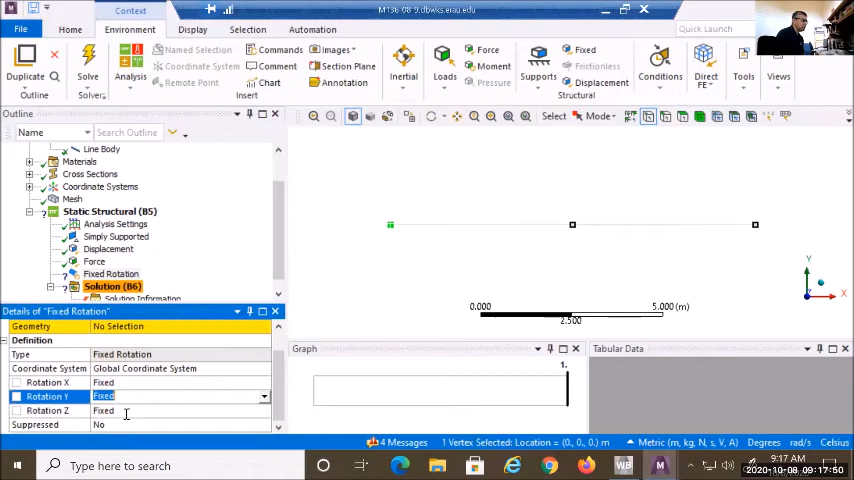 Context
M136-08-9.dbwks.erau.edu
File
Home
Environment
Display
Selection
Automation
Quick Launch
Duplicate
Outline
Solve
Solver
Analysis
Named Selection
Coordinate System
Remote Point
Commands
Comment
Chart
Images
Section Plane
Annotation
Insert
Inertial
Loads
Force
Moment
Pressure
Supports
Fixed
Frictionless
Displacement
Structural
Conditions
Direct
FE
Tools
Views
Outline
Name
Search Outline
Select
Mode
Line Body
Materials
Cross Sections
Coordinate Systems
Mesh
Static Structural (B5)
Analysis Settings
Simply Supported
Displacement
Force
Fixed Rotation
Solution (B6)
Solution Information
0.000
5.000 (m)
2.500
Y
X
Details of "Fixed Rotation"
Geometry No Selection
Definition
Type Fixed Rotation
Coordinate System Global Coordinate System
Rotation X Fixed
Rotation Y Fixed
Rotation Z Fixed
Suppressed No
Graph
1.
Tabular Data
4 Messages
1 Vertex Selected: Location = (0., 0., 0.) m
Metric (m, kg, N, s, V, A) Degrees rad/s Celsius
Type here to search
WB
M
9:17 AM
2020-10-08 09:17:50